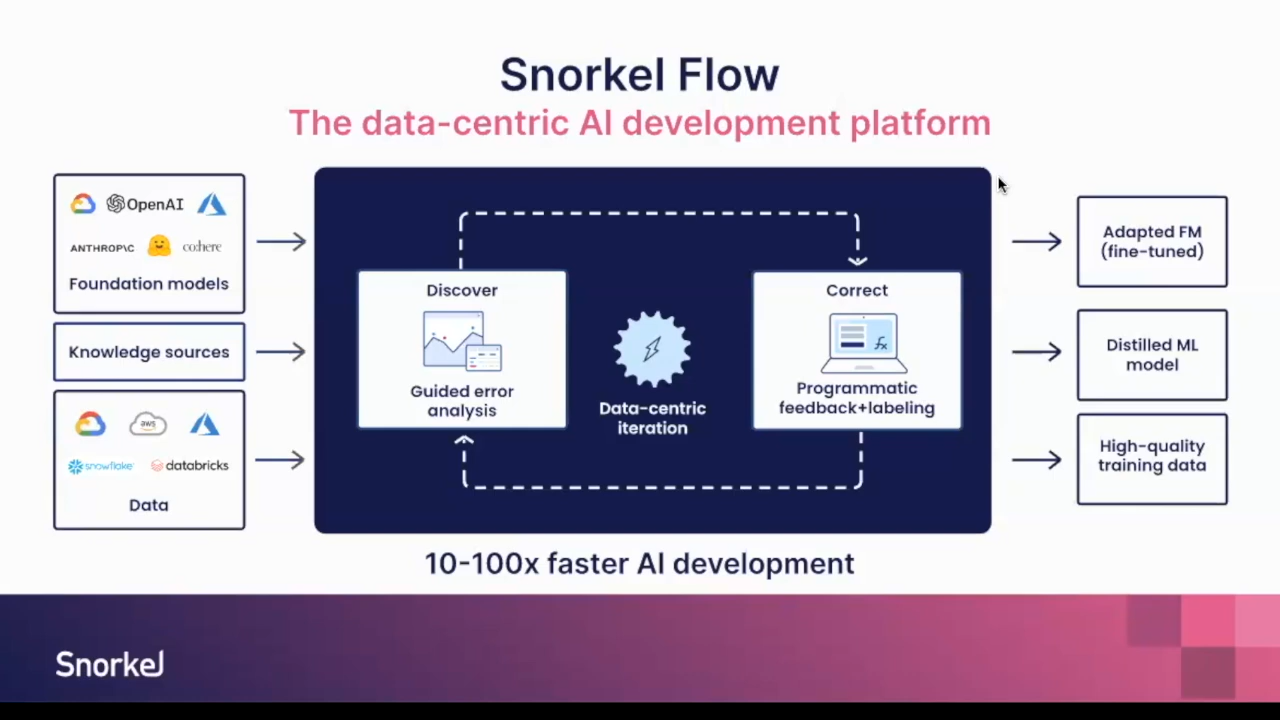 Snorkel Flow
The data-centric AI development platform
OpenAI
ANTHROP\C
co:here
Foundation models
Knowledge sources
aws
snowflake
databricks
Data
Discover
Guided error
analysis
Data-centric
iteration
Correct
fx
Programmatic
feedback+labeling
Adapted FM
(fine-tuned)
Distilled ML
model
High-quality
training data
10-100x faster AI development
Snorkel